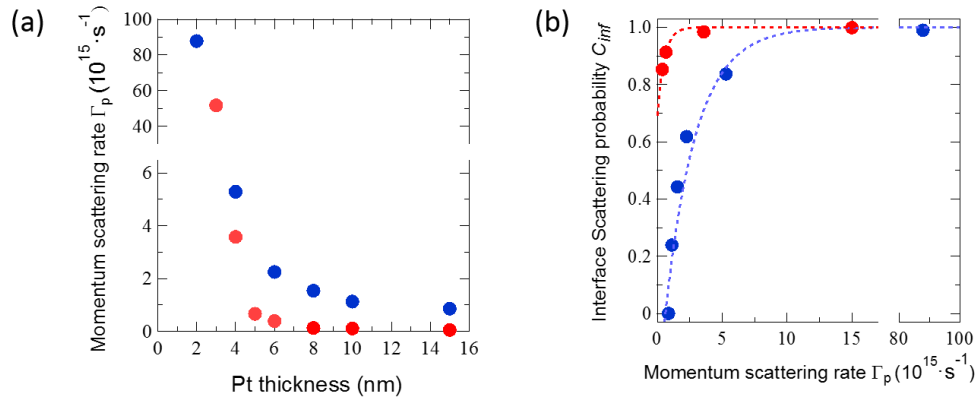 (a)
Momentum scattering rate Γp (10^15·s^-1)
100
80
60
40
6
4
2
0
0 2 4 6 8 10 12 14 16
Pt thickness (nm)
(b)
Interface Scattering probability Cinf
1.0
0.8
0.6
0.4
0.2
0.0
0 5 10 15 80 100
Momentum scattering rate Γp (10^15·s^-1)